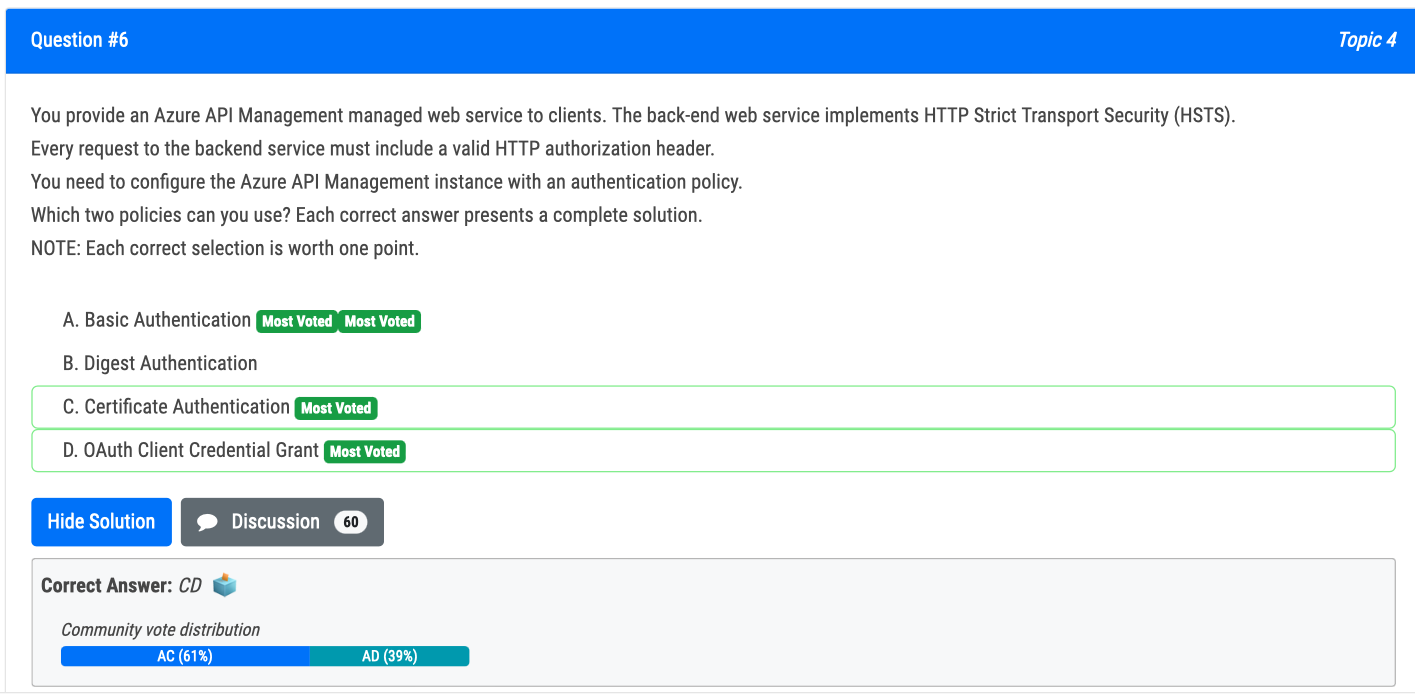 Question #6
Topic 4
You provide an Azure API Management managed web service to clients. The back-end web service implements HTTP Strict Transport Security (HSTS).
Every request to the backend service must include a valid HTTP authorization header.
You need to configure the Azure API Management instance with an authentication policy.
Which two policies can you use? Each correct answer presents a complete solution.
NOTE: Each correct selection is worth one point.
A. Basic Authentication Most Voted Most Voted
B. Digest Authentication
C. Certificate Authentication Most Voted
D. OAuth Client Credential Grant Most Voted
Hide Solution Discussion 60
Correct Answer: CD
Community vote distribution
AC (61%) AD (39%)